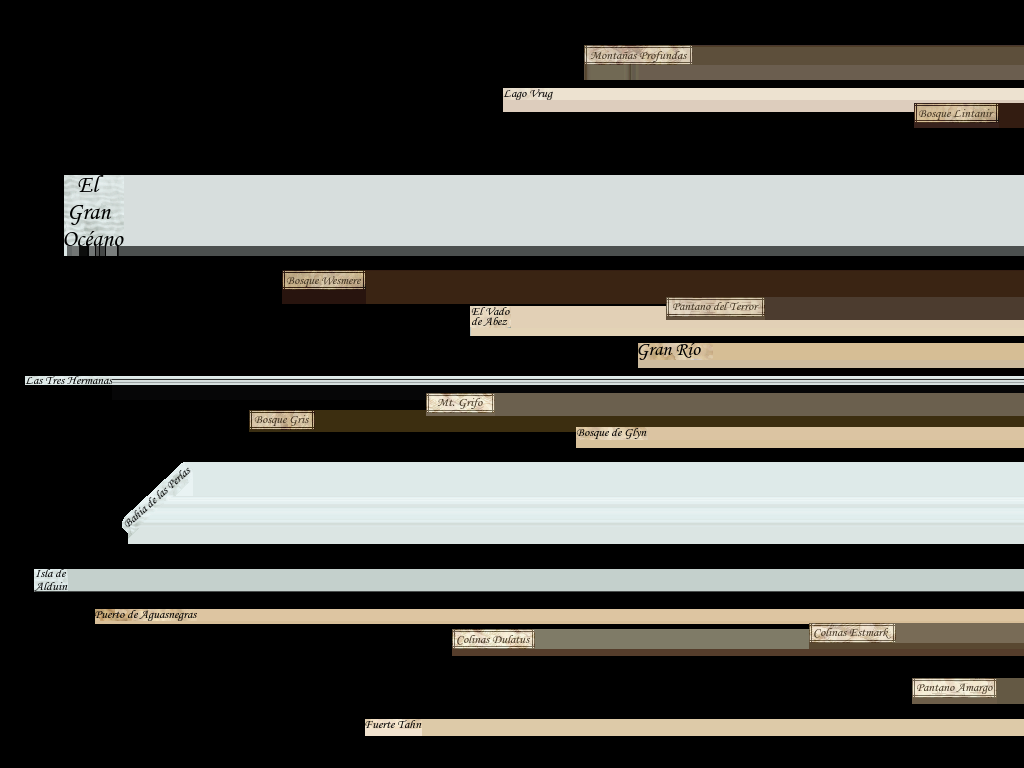 Montañas Profundas
Lago Vrug
Bosque Lintanir
El
Gran
Océano
Bosque Wesmere
Pantano del Terror
El Vado
de Abez
Gran Río
Las Tres Hermanas
Mt. Grifo
Bosque Gris
Bosque de Glyn
Bahía de las Perlas
Isla de
Alduin
Puerto de Aguasnegras
Colinas Estmark
Colinas Dulatus
Pantano Amargo
Fuerte Tahn